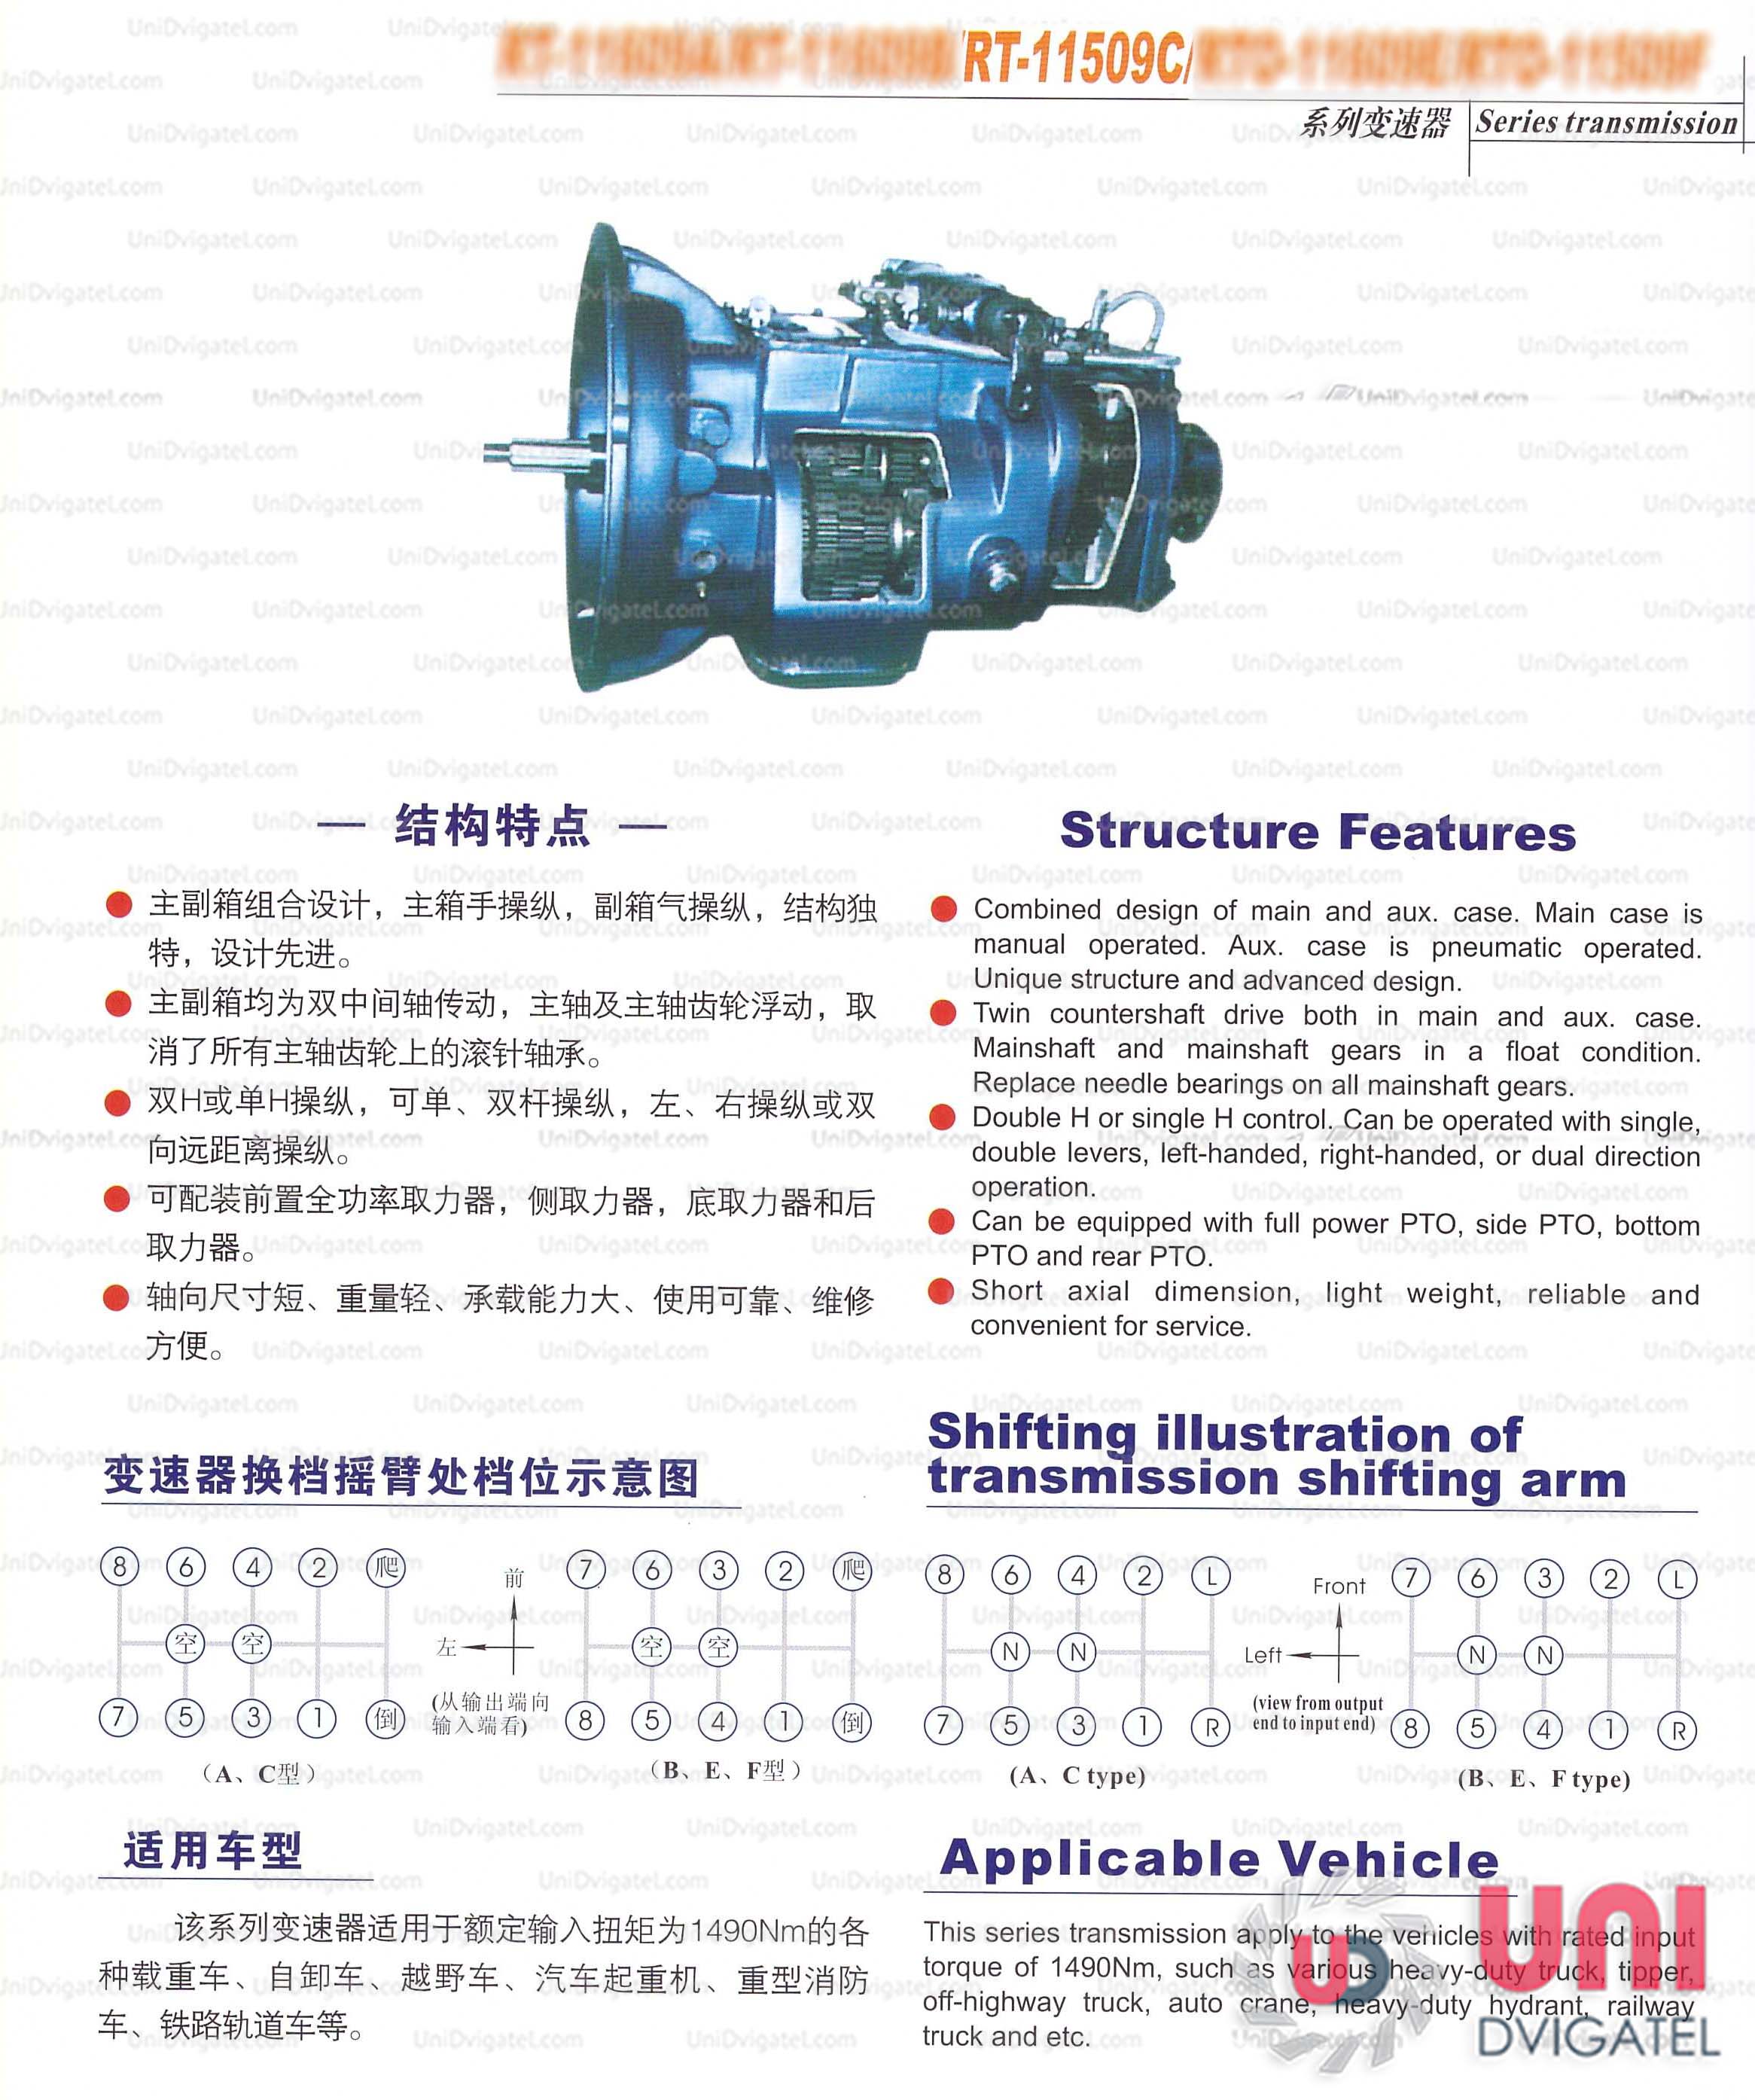 RT-11509C/
系列变速器 Series transmission
— 结构特点 —
● 主副箱组合设计，主箱手操纵，副箱气操纵，结构独
特，设计先进。
● 主副箱均为双中间轴传动，主轴及主轴齿轮浮动，取
消了所有主轴齿轮上的滚针轴承。
● 双H或单H操纵，可单、双杆操纵，左、右操纵或双
向远距离操纵。
● 可配装前置全功率取力器，侧取力器，底取力器和后
取力器。
● 轴向尺寸短、重量轻、承载能力大、使用可靠、维修
方便。
Structure Features
● Combined design of main and aux. case. Main case is
manual operated. Aux. case is pneumatic operated.
Unique structure and advanced design.
● Twin countershaft drive both in main and aux. case.
Mainshaft and mainshaft gears in a float condition.
Replace needle bearings on all mainshaft gears.
● Double H or single H control. Can be operated with single,
double levers, left-handed, right-handed, or dual direction
operation.
● Can be equipped with full power PTO, side PTO, bottom
PTO and rear PTO.
● Short axial dimension, light weight, reliable and
convenient for service.
变速器换档摇臂处档位示意图
8 6 4 2 爬
空 空
7 5 3 1 倒
（A、C型）
前
左
(从输出端向
输入端看)
7 6 3 2 爬
空 空
8 5 4 1 倒
（B、E、F型）
Shifting illustration of
transmission shifting arm
8 6 4 2 L
N N
7 5 3 1 R
(A、C type)
Front
Left
(view from output
end to input end)
7 6 3 2 L
N N
8 5 4 1 R
(B、E、F type)
适用车型
该系列变速器适用于额定输入扭矩为1490Nm的各
种载重车、自卸车、越野车、汽车起重机、重型消防
车、铁路轨道车等。
Applicable Vehicle
This series transmission apply to the vehicles with rated input
torque of 1490Nm, such as various heavy-duty truck, tipper,
off-highway truck, auto crane, heavy-duty hydrant, railway
truck and etc.
UNI
DVIGATEL
UniDvigatel.com